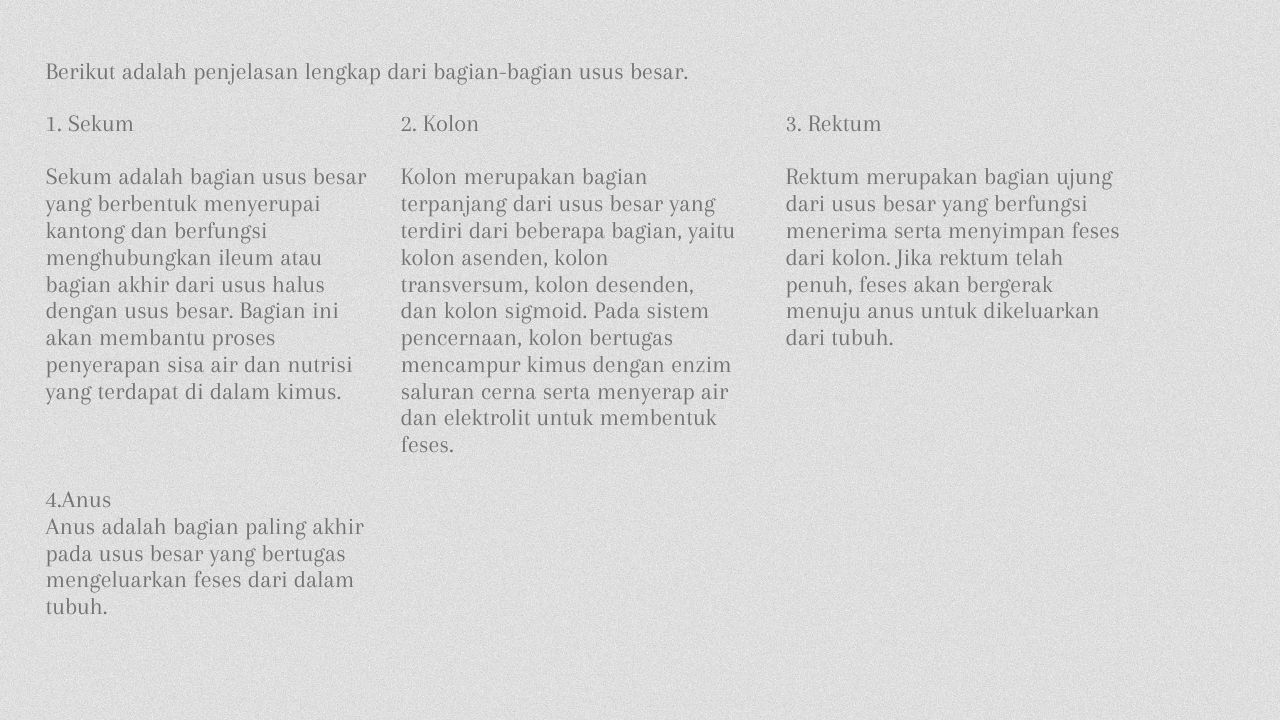 Berikut adalah penjelasan lengkap dari bagian-bagian usus besar.
1. Sekum
Sekum adalah bagian usus besar
yang berbentuk menyerupai
kantong dan berfungsi
menghubungkan ileum atau
bagian akhir dari usus halus
dengan usus besar. Bagian ini
akan membantu proses
penyerapan sisa air dan nutrisi
yang terdapat di dalam kimus.
2. Kolon
Kolon merupakan bagian
terpanjang dari usus besar yang
terdiri dari beberapa bagian, yaitu
kolon asenden, kolon
transversum, kolon desenden,
dan kolon sigmoid. Pada sistem
pencernaan, kolon bertugas
mencampur kimus dengan enzim
saluran cerna serta menyerap air
dan elektrolit untuk membentuk
feses.
3. Rektum
Rektum merupakan bagian ujung
dari usus besar yang berfungsi
menerima serta menyimpan feses
dari kolon. Jika rektum telah
penuh, feses akan bergerak
menuju anus untuk dikeluarkan
dari tubuh.
4.Anus
Anus adalah bagian paling akhir
pada usus besar yang bertugas
mengeluarkan feses dari dalam
tubuh.